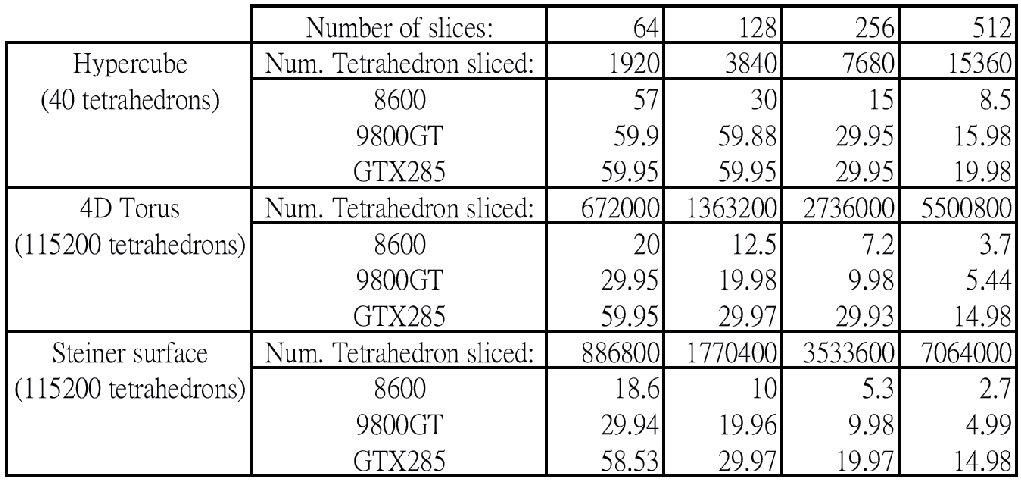 Number of slices: 64 128 256 512
Hypercube Num. Tetrahedron sliced: 1920 3840 7680 15360
(40 tetrahedrons) 8600 57 30 15 8.5
9800GT 59.9 59.88 29.95 15.98
GTX285 59.95 59.95 29.95 19.98
4D Torus Num. Tetrahedron sliced: 672000 1363200 2736000 5500800
(115200 tetrahedrons) 8600 20 12.5 7.2 3.7
9800GT 29.95 19.98 9.98 5.44
GTX285 59.95 29.97 29.93 14.98
Steiner surface Num. Tetrahedron sliced: 886800 1770400 3533600 7064000
(115200 tetrahedrons) 8600 18.6 10 5.3 2.7
9800GT 29.94 19.96 9.98 4.99
GTX285 58.53 29.97 19.97 14.98